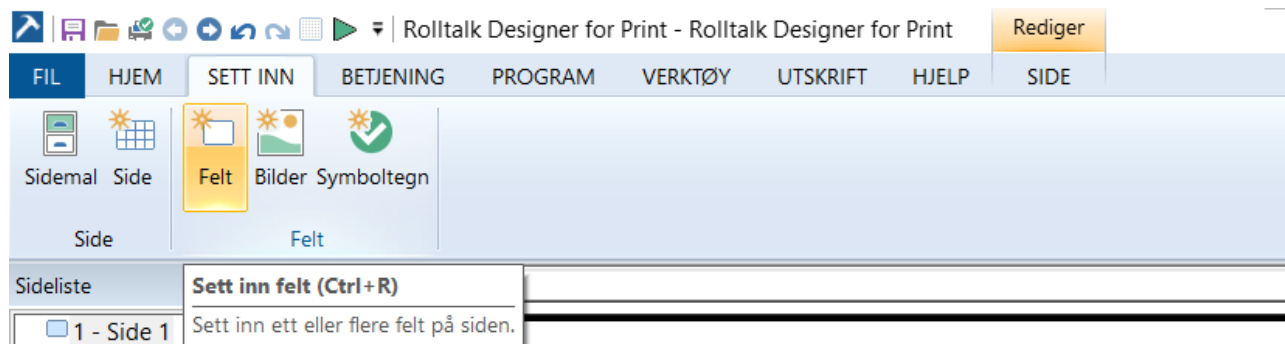 Rolltalk Designer for Print - Rolltalk Designer for Print
Rediger
FIL HJEM SETT INN BETJENING PROGRAM VERKTØY UTSKRIFT HJELP SIDE
Sidemal Side Felt Bilder Symboltegn
Side Felt
Sideliste
Sett inn felt (Ctrl+R)
1 - Side 1
Sett inn ett eller flere felt på siden.